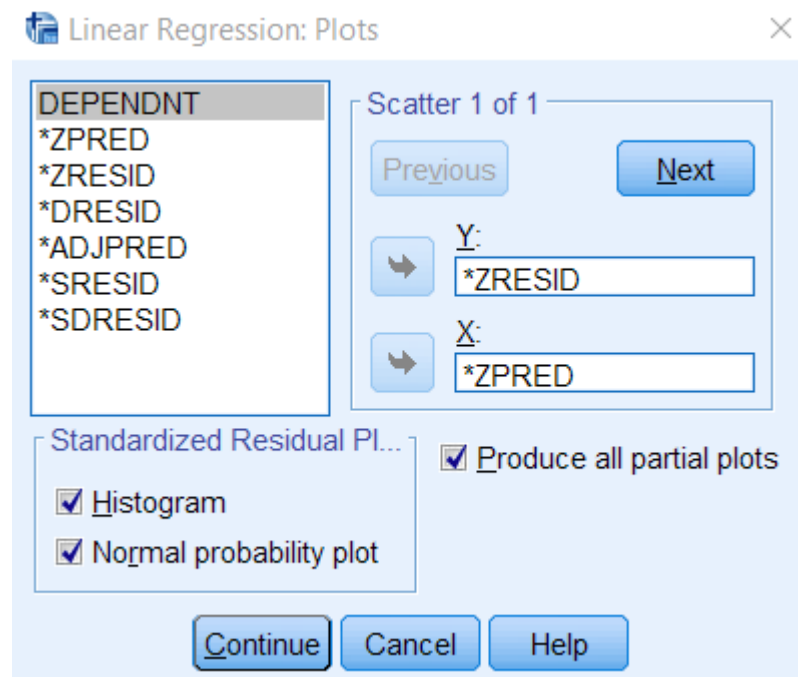 Linear Regression: Plots
DEPENDNT
*ZPRED
*ZRESID
*DRESID
*ADJPRED
*SRESID
*SDRESID
Scatter 1 of 1
Previous Next
Y:
*ZRESID
X:
*ZPRED
Standardized Residual Pl...
Histogram
Normal probability plot
Produce all partial plots
Continue Cancel Help